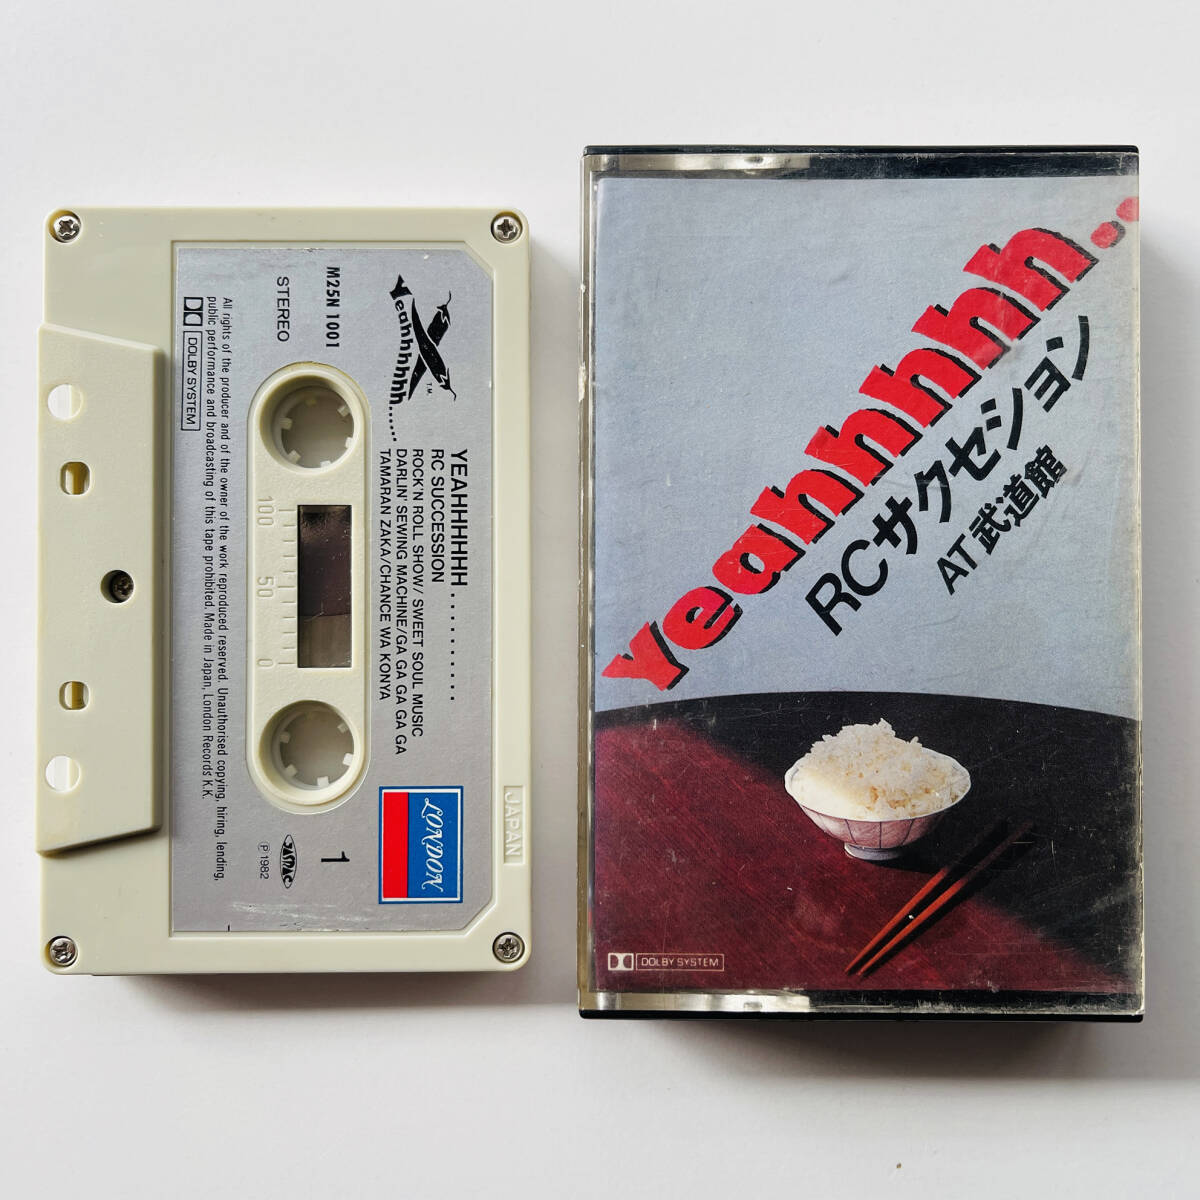 M25N 1001
STEREO
Yeahhhhhh......
T.M.
YEAHHHHHH..........
RC SUCCESSION
ROCK'N ROLL SHOW/ SWEET SOUL MUSIC
DARLIN' SEWING MACHINE/GA GA GA GA GA
TAMARAN ZAKA/CHANCE WA KONYA
100 50 0
DOLBY SYSTEM
All rights of the producer and of the owner of the work reproduced reserved. Unauthorised copying, hiring, lending,
public performance and broadcasting of this tape prohibited. Made in Japan, London Records K.K.
LONDON
1
JASRAC
℗ 1982
JAPAN
Yeahhhhhh..
RCサクセション
AT 武道館
DOLBY SYSTEM